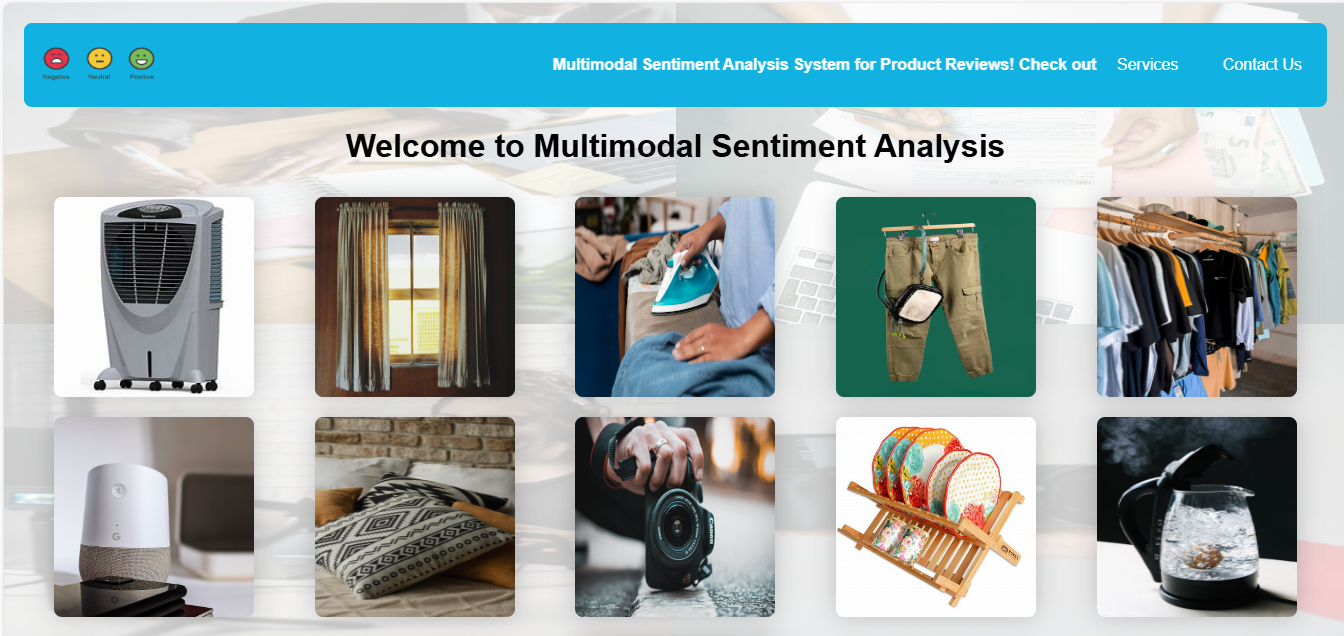 Negative Neutral Positive
Multimodal Sentiment Analysis System for Product Reviews! Check out Services Contact Us
Welcome to Multimodal Sentiment Analysis
G
Canon